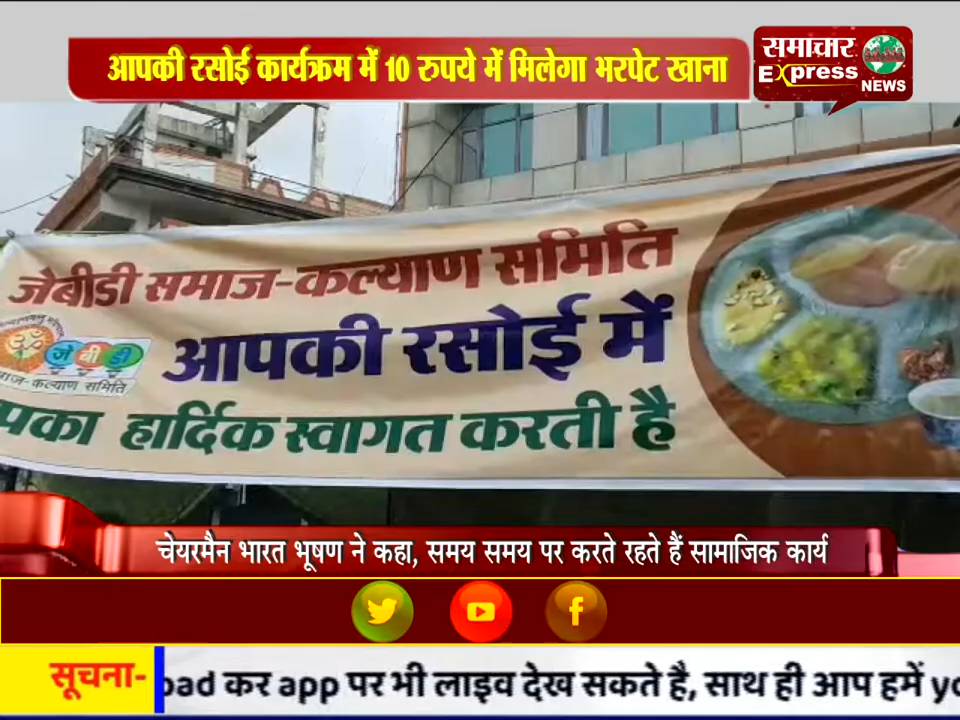 आपकी रसोई कार्यक्रम में 10 रुपये में मिलेगा भरपेट खाना
समाचार
Express
NEWS
जेबीडी समाज-कल्याण समिति
आपकी रसोई में
जे बी डी
ाज-कल्याण समिति
पका हार्दिक स्वागत करती है
चेयरमैन भारत भूषण ने कहा, समय समय पर करते रहते हैं सामाजिक कार्य
सूचना- oad कर app पर भी लाइव देख सकते है, साथ ही आप हमें yo